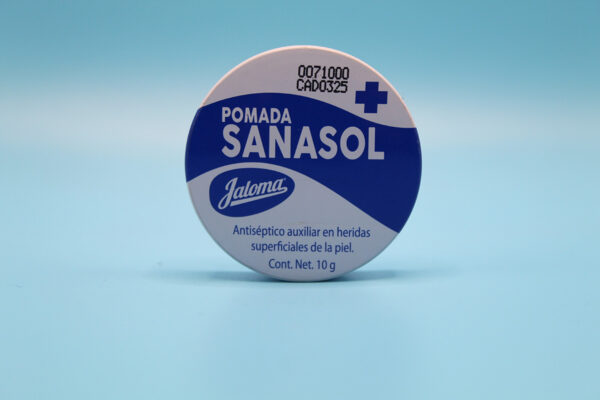 0071000
CAD0325
POMADA
SANASOL
Jaloma
Antiséptico auxiliar en heridas
superficiales de la piel.
Cont. Net. 10 g